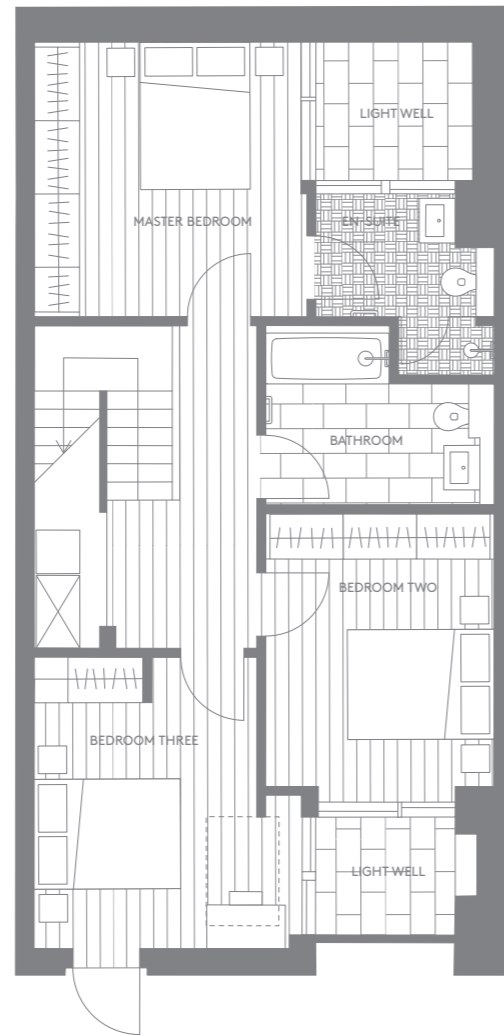 LIGHT WELL
MASTER BEDROOM
EN-SUITE
BATHROOM
BEDROOM TWO
BEDROOM THREE
LIGHT WELL